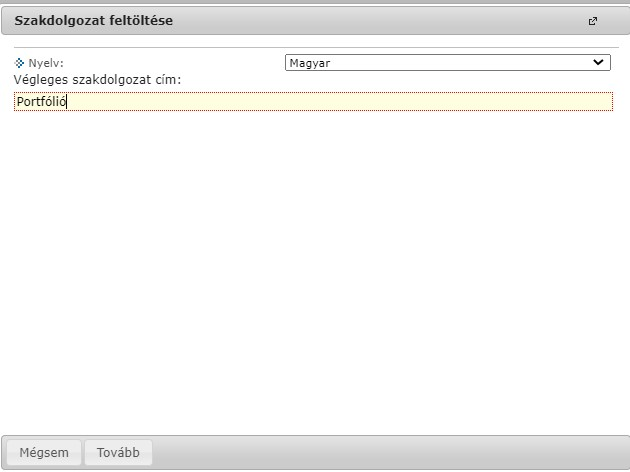 Szakdolgozat feltöltése
Nyelv: Magyar
Végleges szakdolgozat cím:
Portfólió
Mégsem Tovább